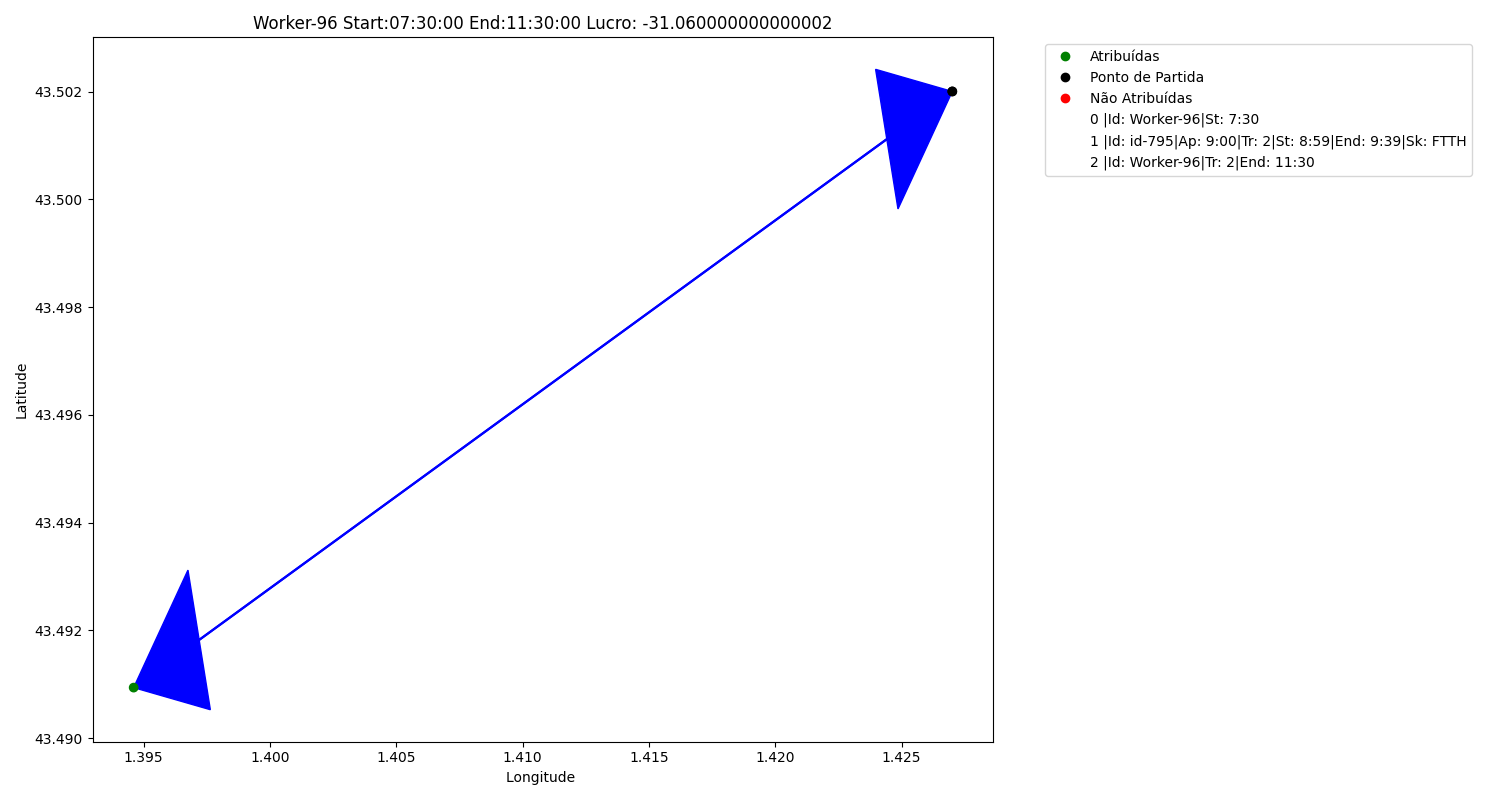 Worker-96 Start:07:30:00 End:11:30:00 Lucro: -31.060000000000002
Atribuídas
Ponto de Partida
Não Atribuídas
0 |Id: Worker-96|St: 7:30
1 |Id: id-795|Ap: 9:00|Tr: 2|St: 8:59|End: 9:39|Sk: FTTH
2 |Id: Worker-96|Tr: 2|End: 11:30
Latitude
43.502
43.500
43.498
43.496
43.494
43.492
43.490
1.395 1.400 1.405 1.410 1.415 1.420 1.425
Longitude